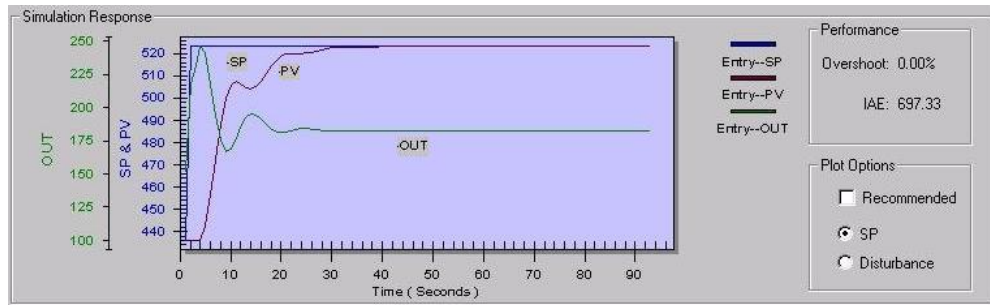 Simulation Response
250
225
200
175
150
125
100
OUT
520
510
500
490
480
470
460
450
440
SP & PV
-SP
-PV
-OUT
0 10 20 30 40 50 60 70 80 90
Time ( Seconds )
Entry--SP
Entry--PV
Entry--OUT
Performance
Overshoot: 0.00%
IAE: 697.33
Plot Options
Recommended
SP
Disturbance